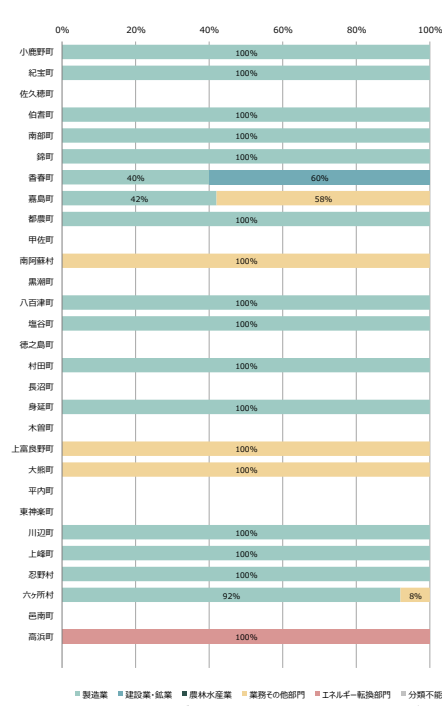 0% 20% 40% 60% 80% 100%
小鹿野町 100%
紀宝町 100%
佐久穂町
伯耆町 100%
南部町 100%
錦町 100%
香春町 40% 60%
嘉島町 42% 58%
都農町 100%
甲佐町
南阿蘇村 100%
黒潮町
八百津町 100%
塩谷町 100%
徳之島町
村田町 100%
長沼町
身延町 100%
木曽町
上富良野町 100%
大熊町 100%
平内町
東神楽町
川辺町 100%
上峰町 100%
忍野村 100%
六ヶ所村 92% 8%
邑南町
高浜町 100%
製造業 建設業・鉱業 農林水産業 業務その他部門 エネルギー転換部門 分類不能